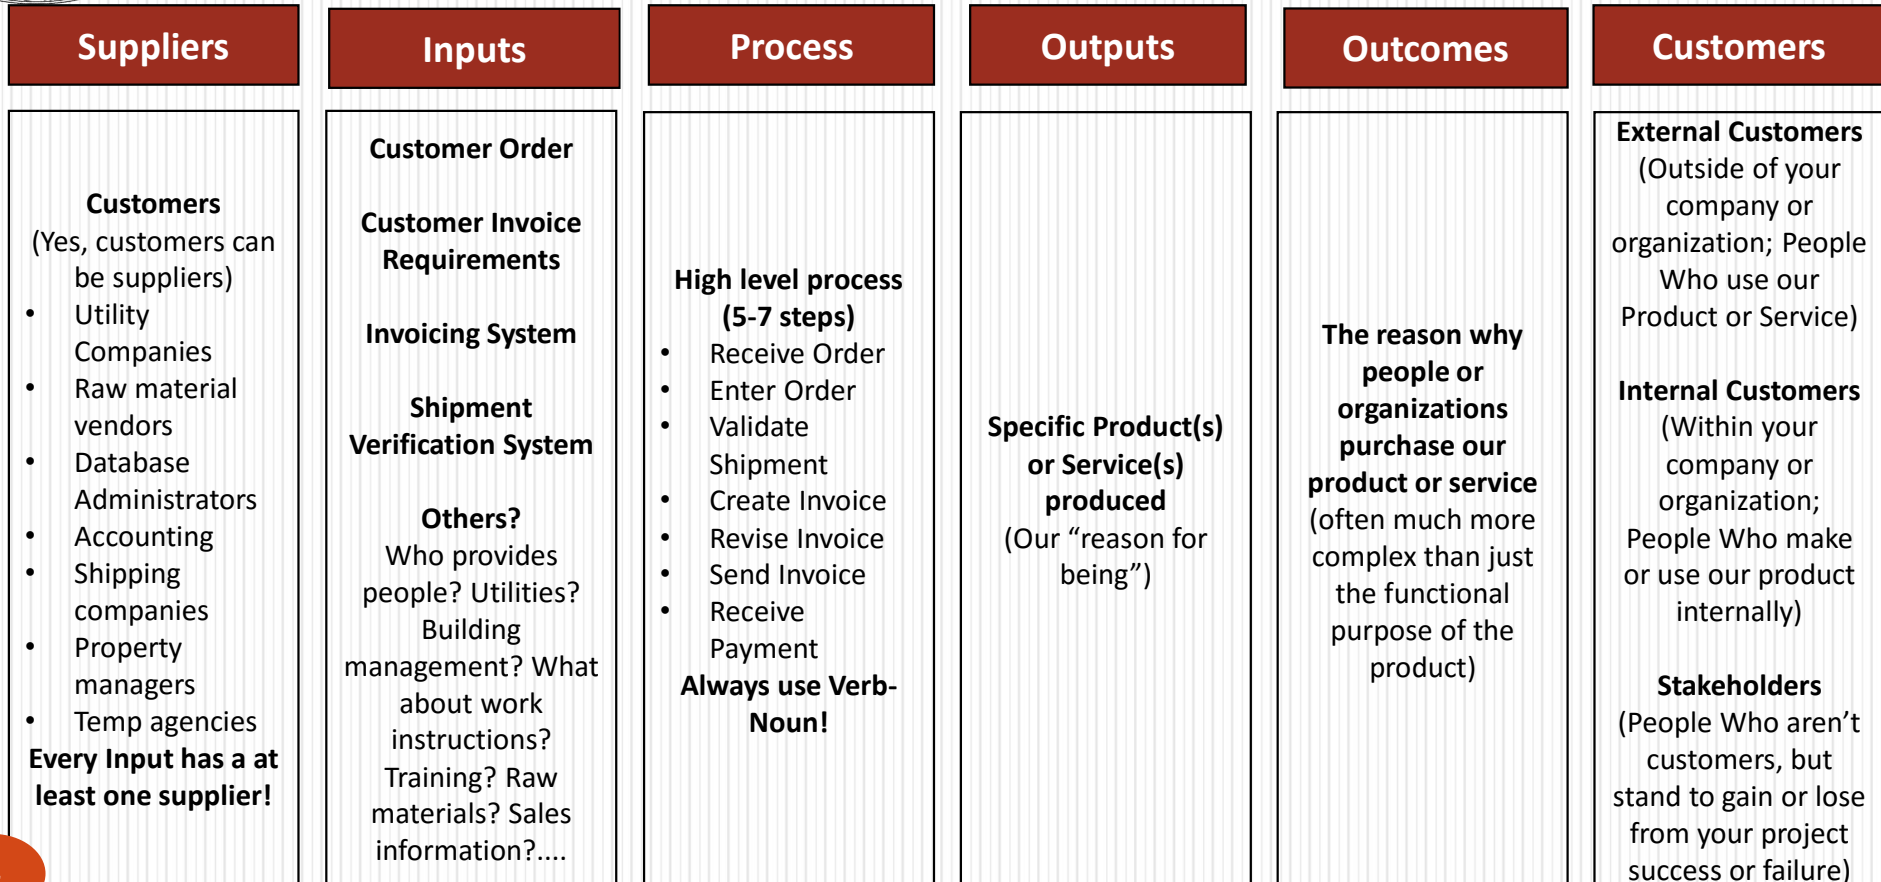 Suppliers
Customers
(Yes, customers can
be suppliers)
• Utility
Companies
• Raw material
vendors
• Database
Administrators
• Accounting
• Shipping
companies
• Property
managers
• Temp agencies
Every Input has a at
least one supplier!
Inputs
Customer Order
Customer Invoice
Requirements
Invoicing System
Shipment
Verification System
Others?
Who provides
people? Utilities?
Building
management? What
about work
instructions?
Training? Raw
materials? Sales
information?....
Process
High level process
(5-7 steps)
• Receive Order
• Enter Order
• Validate
Shipment
• Create Invoice
• Revise Invoice
• Send Invoice
• Receive
Payment
Always use Verb-
Noun!
Outputs
Specific Product(s)
or Service(s)
produced
(Our “reason for
being”)
Outcomes
The reason why
people or
organizations
purchase our
product or service
(often much more
complex than just
the functional
purpose of the
product)
Customers
External Customers
(Outside of your
company or
organization; People
Who use our
Product or Service)
Internal Customers
(Within your
company or
organization;
People Who make
or use our product
internally)
Stakeholders
(People Who aren’t
customers, but
stand to gain or lose
from your project
success or failure)